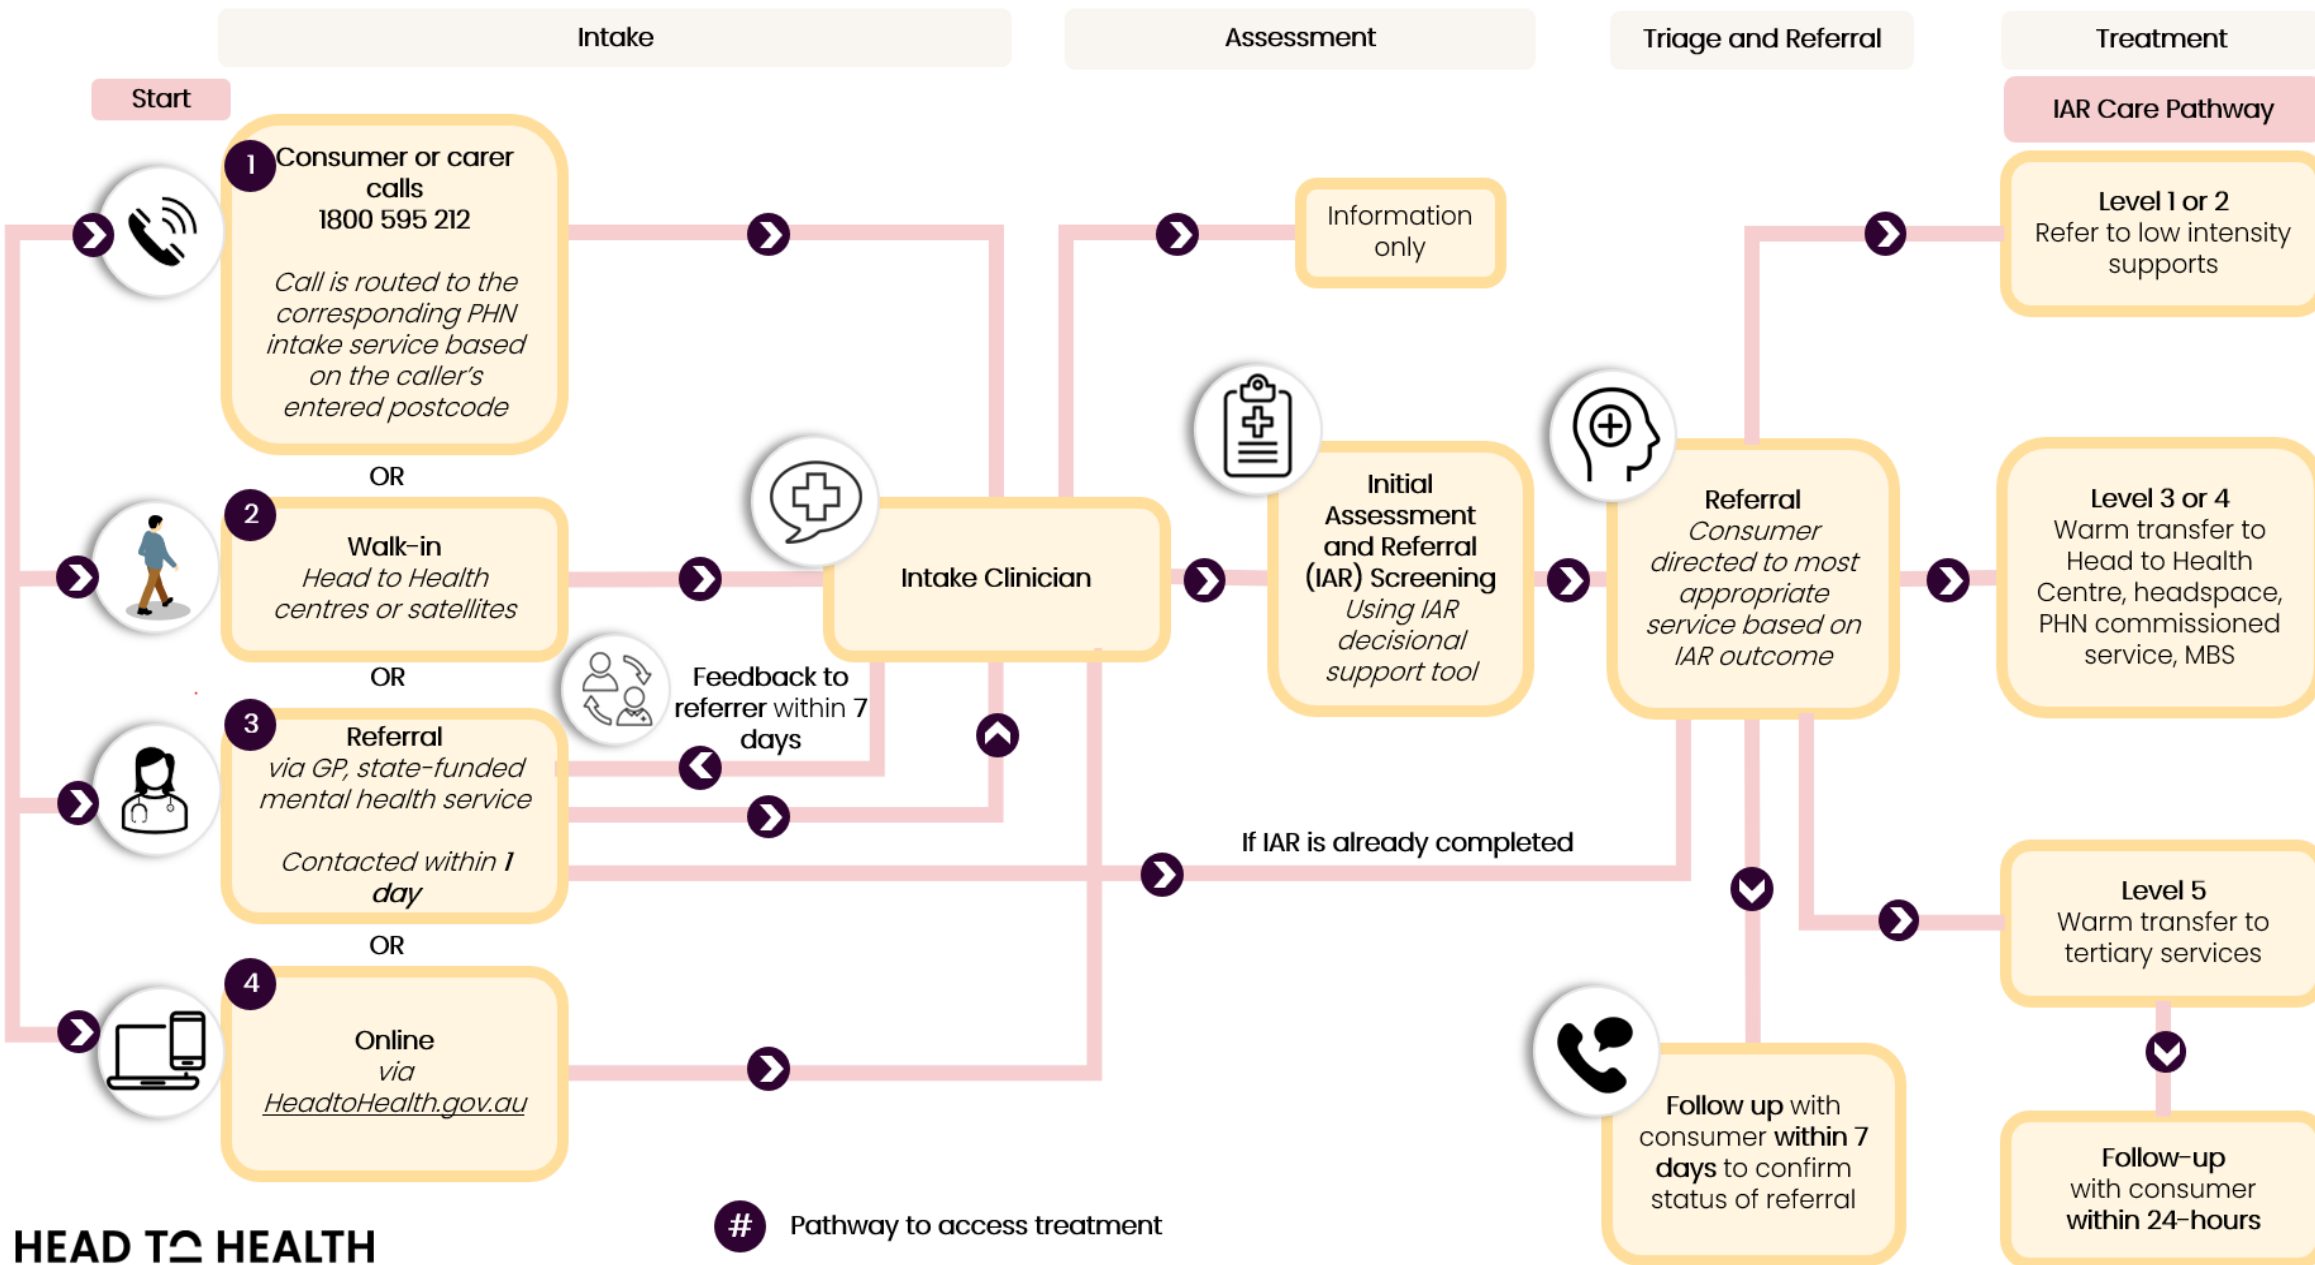 Intake
Assessment
Triage and Referral
Treatment
Start
IAR Care Pathway
1
Consumer or carer
calls
1800 595 212
Call is routed to the
corresponding PHN
intake service based
on the caller's
entered postcode
OR
2
Walk-in
Head to Health
centres or satellites
OR
3
Referral
via GP, state-funded
mental health service
Contacted within 1
day
OR
4
Online
via
HeadtoHealth.gov.au
Intake Clinician
Feedback to
referrer within 7
days
Information
only
Initial
Assessment
and Referral
(IAR) Screening
Using IAR
decisional
support tool
If IAR is already completed
Referral
Consumer
directed to most
appropriate
service based on
IAR outcome
Follow up with
consumer within 7
days to confirm
status of referral
Level 1 or 2
Refer to low intensity
supports
Level 3 or 4
Warm transfer to
Head to Health
Centre, headspace,
PHN commissioned
service, MBS
Level 5
Warm transfer to
tertiary services
Follow-up
with consumer
within 24-hours
# Pathway to access treatment
HEAD TO HEALTH